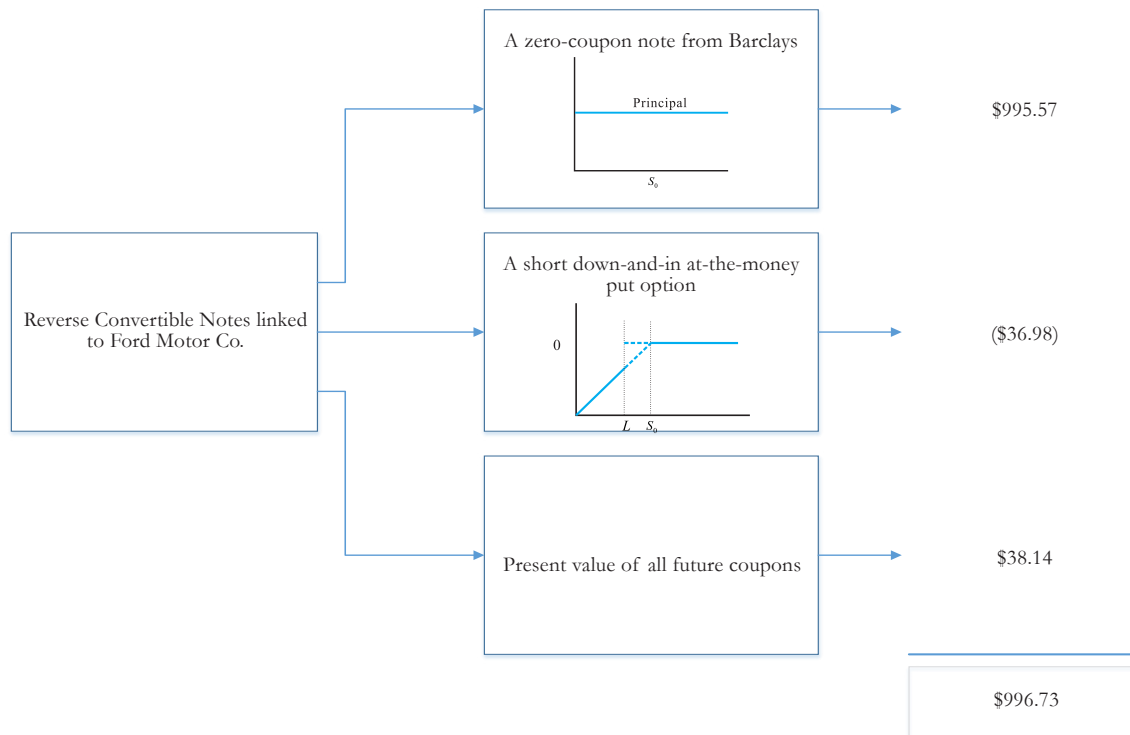 A zero-coupon note from Barclays
Principal
S₀
$995.57
Reverse Convertible Notes linked
to Ford Motor Co.
A short down-and-in at-the-money
put option
0
L S₀
($36.98)
Present value of all future coupons
$38.14
$996.73